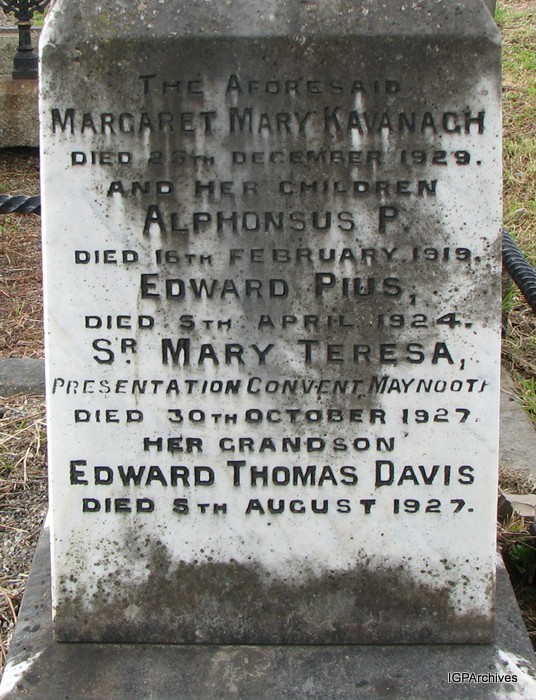 THE AFORESAID
MARGARET MARY KAVANAGH
DIED 25TH DECEMBER 1929.
AND HER CHILDREN
ALPHONSUS P.
DIED 16TH FEBRUARY 1919.
EDWARD PIUS,
DIED 5TH APRIL 1924.
SR MARY TERESA,
PRESENTATION CONVENT, MAYNOOTH
DIED 30TH OCTOBER 1927.
HER GRANDSON
EDWARD THOMAS DAVIS
DIED 5TH AUGUST 1927.
IGPArchives